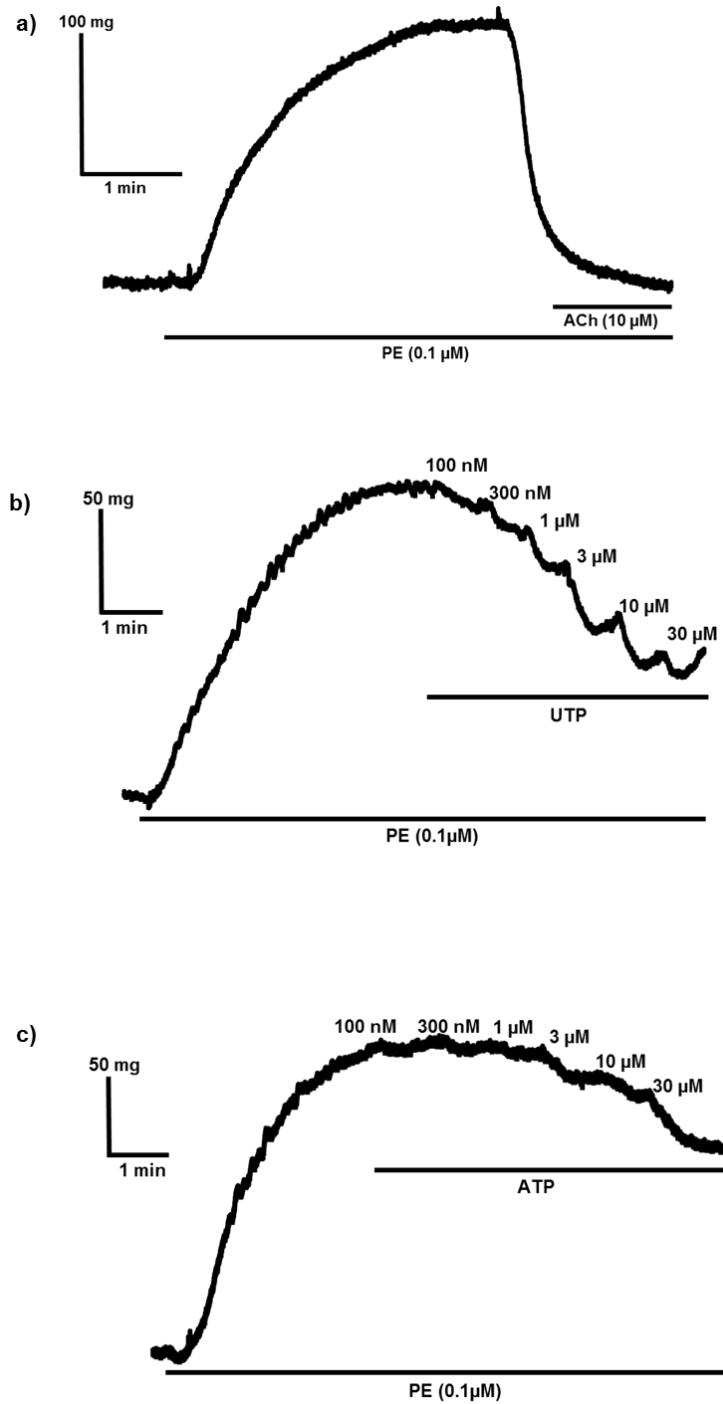 a)
100 mg
1 min
ACh (10 µM)
PE (0.1 µM)
b)
50 mg
1 min
100 nM
300 nM
1 µM
3 µM
10 µM
30 µM
UTP
PE (0.1µM)
c)
50 mg
1 min
100 nM
300 nM
1 µM
3 µM
10 µM
30 µM
ATP
PE (0.1µM)